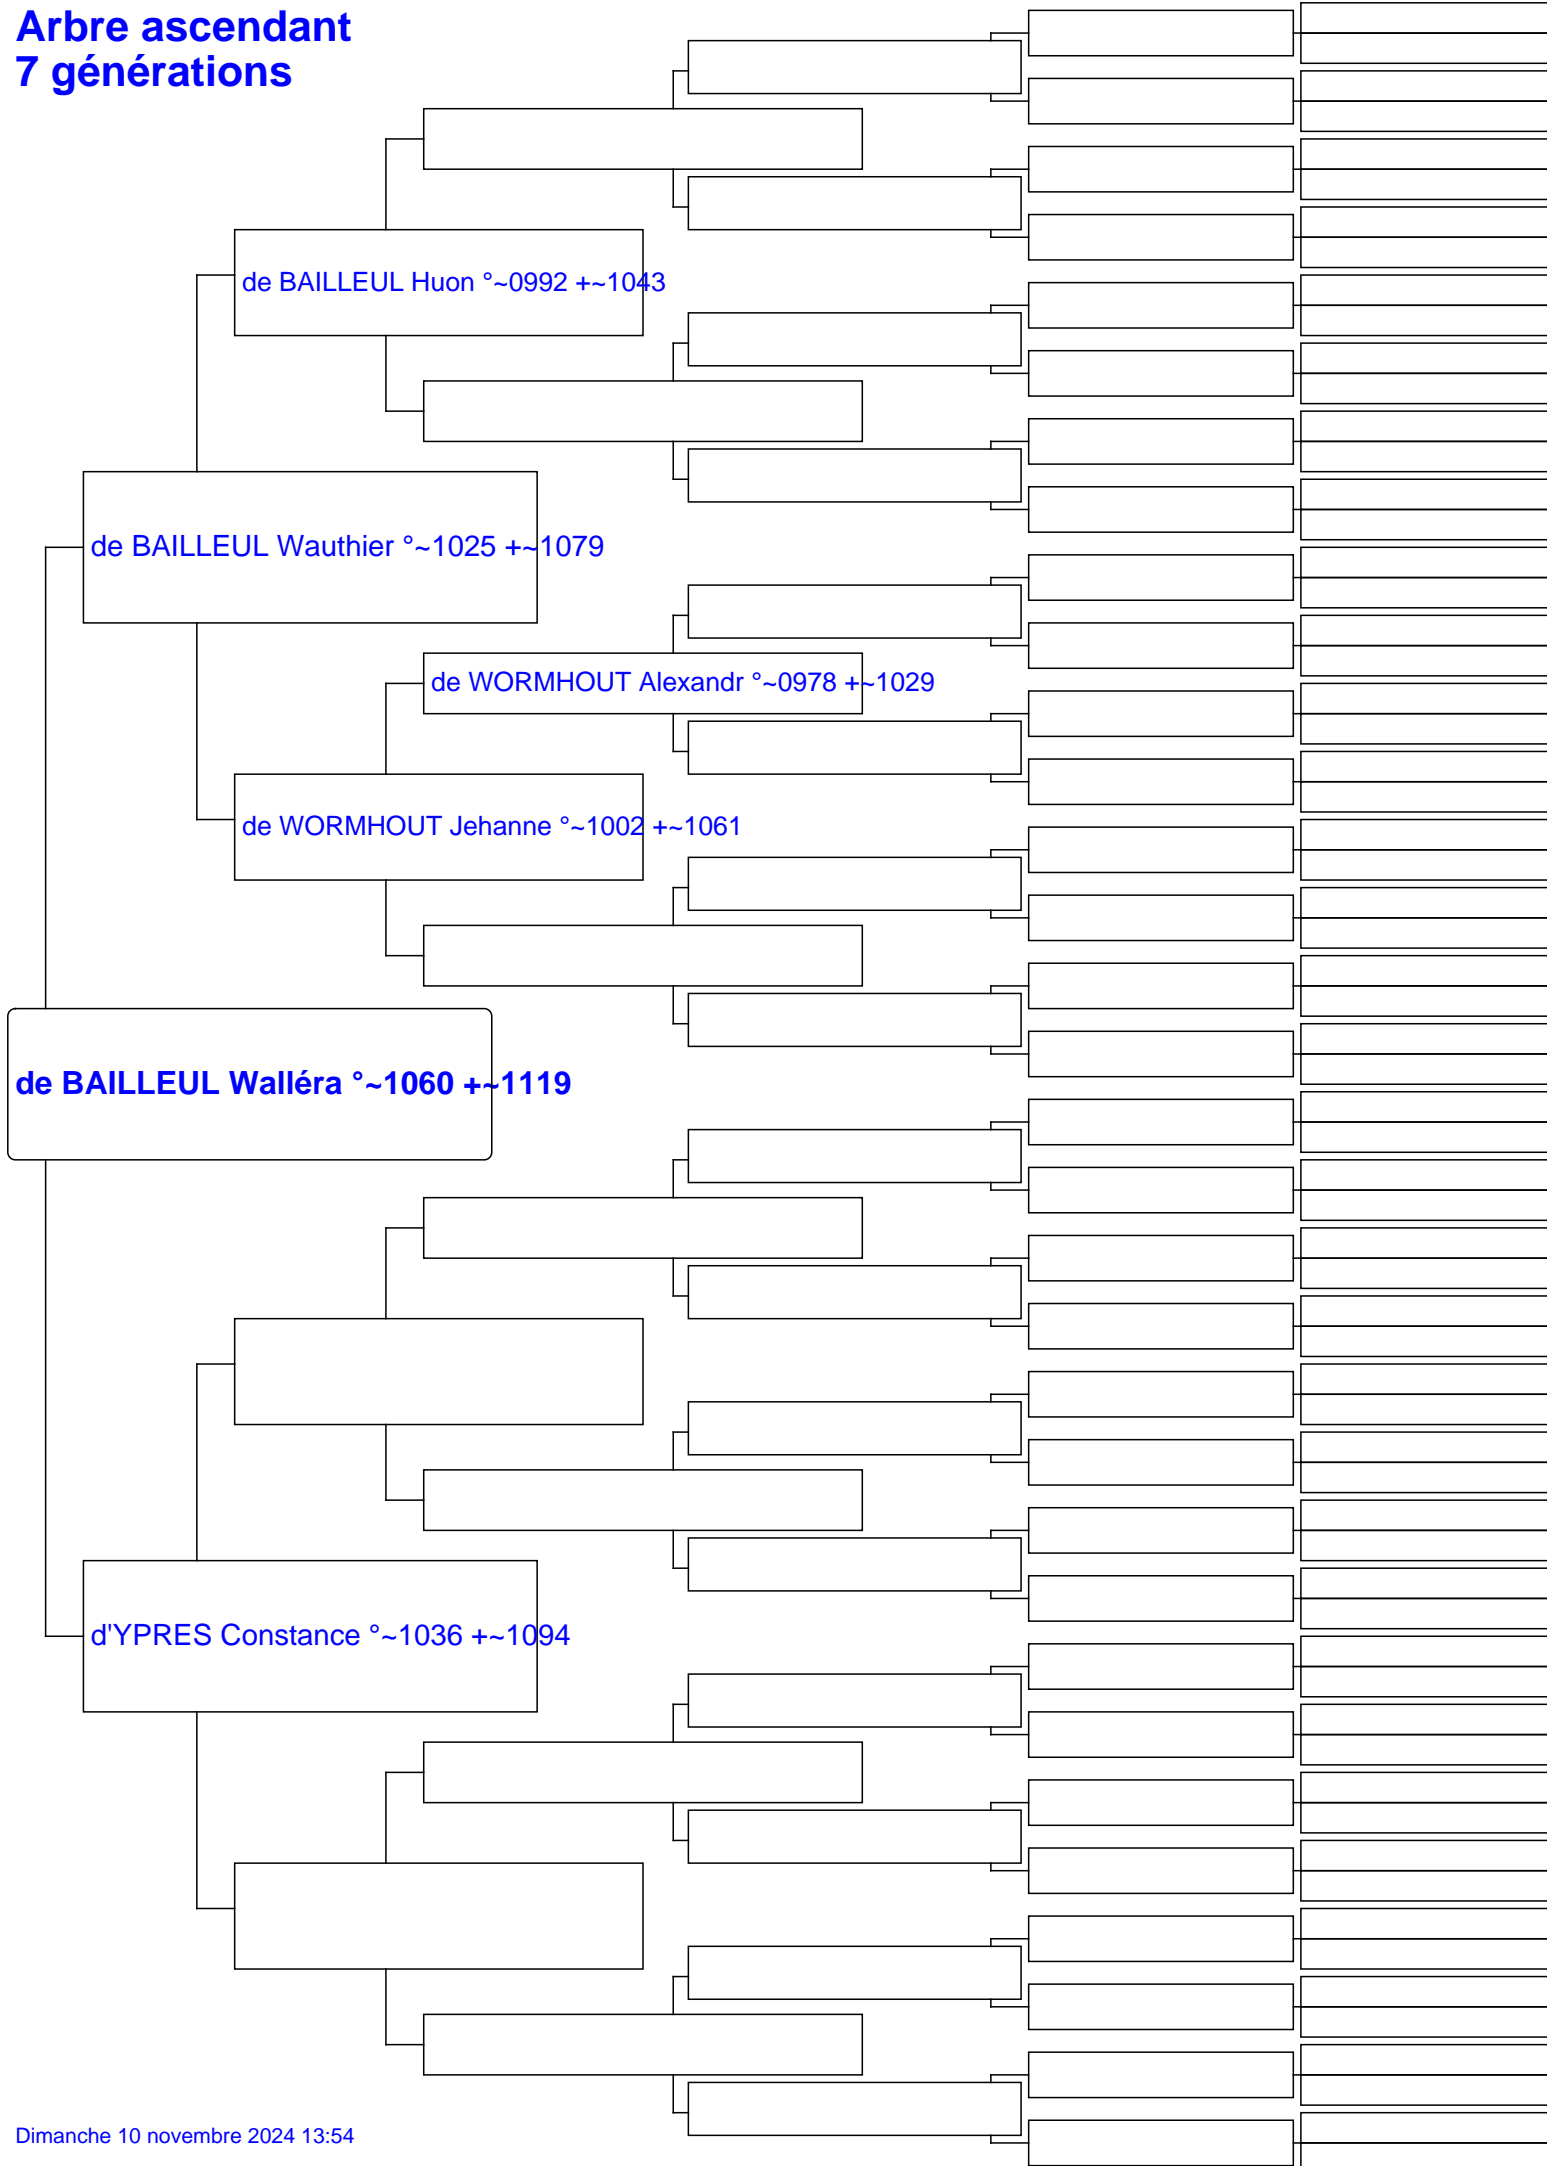 Arbre ascendant
7 générations
de BAILLEUL Huon °~0992 +~1043
de BAILLEUL Wauthier °~1025 +~1079
de WORMHOUT Alexandr °~0978 +~1029
de WORMHOUT Jehanne °~1002 +~1061
de BAILLEUL Walléra °~1060 +~1119
d'YPRES Constance °~1036 +~1094
Dimanche 10 novembre 2024 13:54